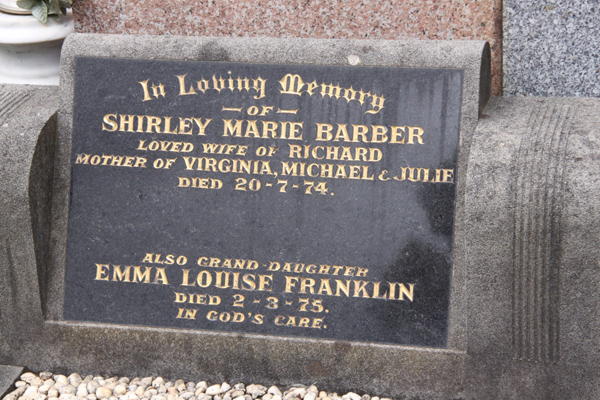 In Loving Memory
— OF —
SHIRLEY MARIE BARBER
LOVED WIFE OF RICHARD
MOTHER OF VIRGINIA, MICHAEL & JULIE
DIED 20-7-74.
ALSO GRAND-DAUGHTER
EMMA LOUISE FRANKLIN
DIED 2-3-75.
IN GOD'S CARE.